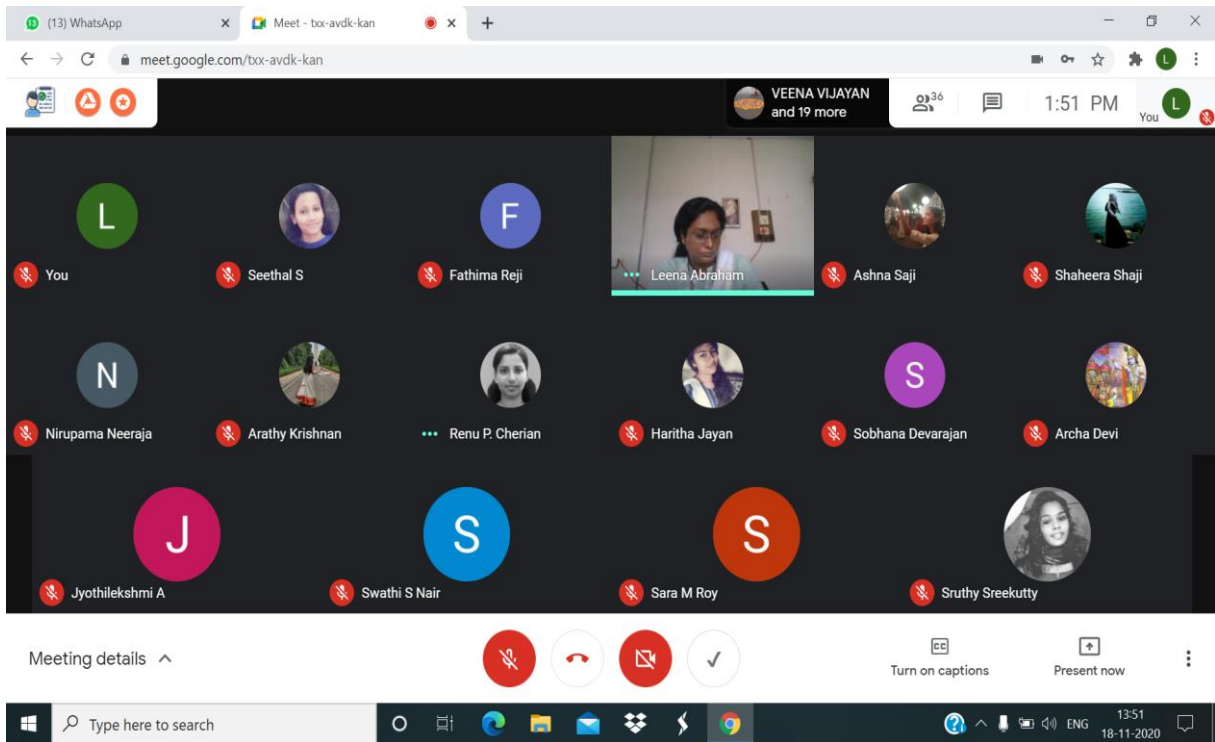 (13) WhatsApp
Meet - txx-avdk-kan
meet.google.com/txx-avdk-kan
L
VEENA VIJAYAN
and 19 more
36
1:51 PM
You
L
L
F
You
Seethal S
Fathima Reji
Leena Abraham
Ashna Saji
Shaheera Shaji
N
S
Nirupama Neeraja
Arathy Krishnan
Renu P. Cherian
Haritha Jayan
Sobhana Devarajan
Archa Devi
J
S
S
Jyothilekshmi A
Swathi S Nair
Sara M Roy
Sruthy Sreekutty
Meeting details
CC
Turn on captions
Present now
Type here to search
ENG
13:51
18-11-2020